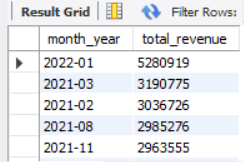 Result Grid Filter Rows:
month_year total_revenue
2022-01 5280919
2021-03 3190775
2021-02 3036726
2021-08 2985276
2021-11 2963555